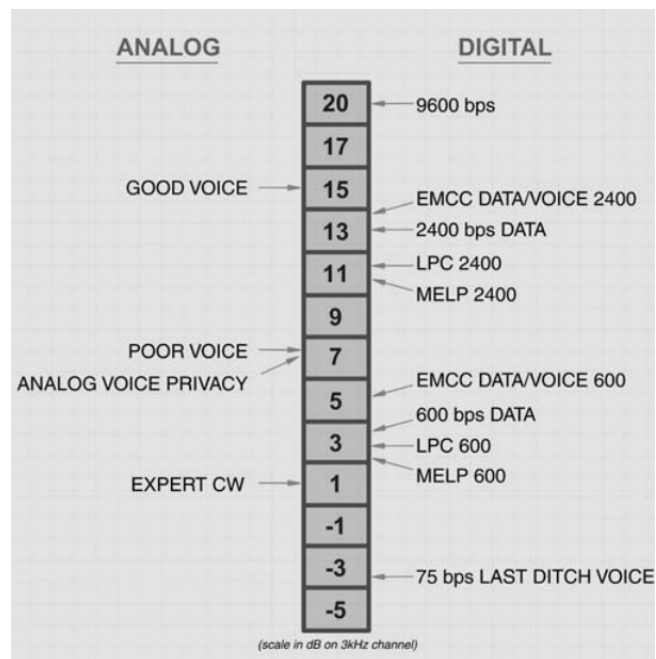 ANALOG
DIGITAL
20
9600 bps
17
GOOD VOICE
15
EMCC DATA/VOICE 2400
13
2400 bps DATA
LPC 2400
11
MELP 2400
9
POOR VOICE
7
ANALOG VOICE PRIVACY
EMCC DATA/VOICE 600
5
600 bps DATA
3
LPC 600
MELP 600
EXPERT CW
1
-1
-3
75 bps LAST DITCH VOICE
-5
(scale in dB on 3kHz channel)